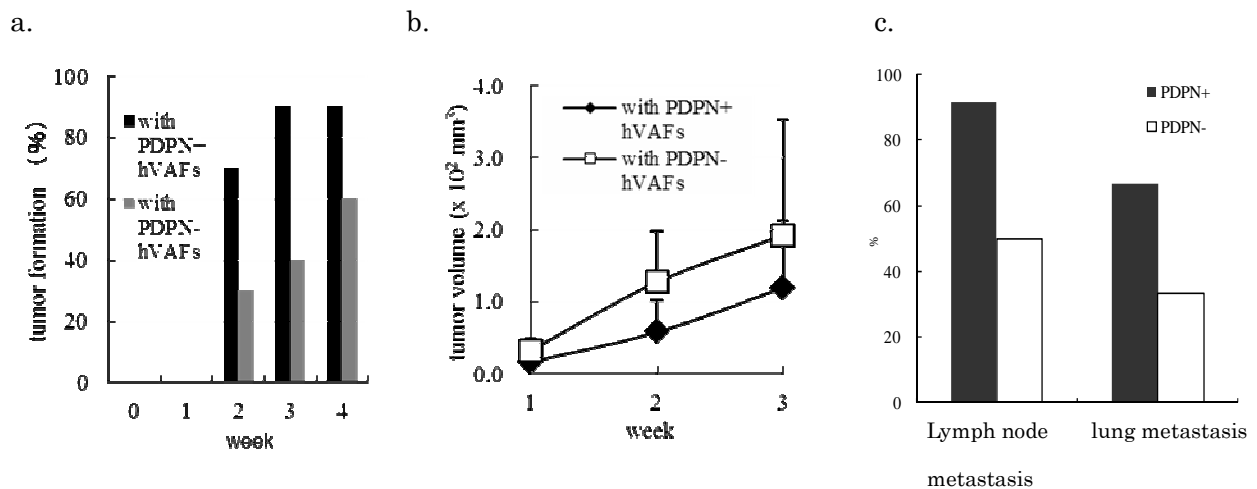 a.
b.
c.
tumor formation (%)
100
80
60
40
20
0
with
PDPN+
hVAFs
with
PDPN-
hVAFs
0 1 2 3 4
week
tumor volume (x 10² mm³)
4.0
3.0
2.0
1.0
0.0
with PDPN+
hVAFs
with PDPN-
hVAFs
1 2 3
week
%
100
80
60
40
20
0
PDPN+
PDPN-
Lymph node
metastasis
lung metastasis